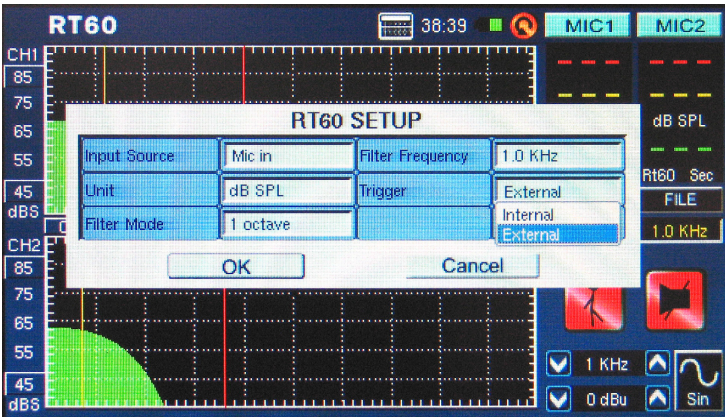 RT60 38:39 MIC1 MIC2
CH1
85
75
65
55
45
dBS
RT60 SETUP
Input Source Mic in Filter Frequency 1.0 KHz
Unit dB SPL Trigger External
Filter Mode 1 octave
Internal
External
OK Cancel
dB SPL
Rt60 Sec
FILE
1.0 KHz
CH2
85
75
65
55
45
dBS
1 KHz
0 dBu
Sin